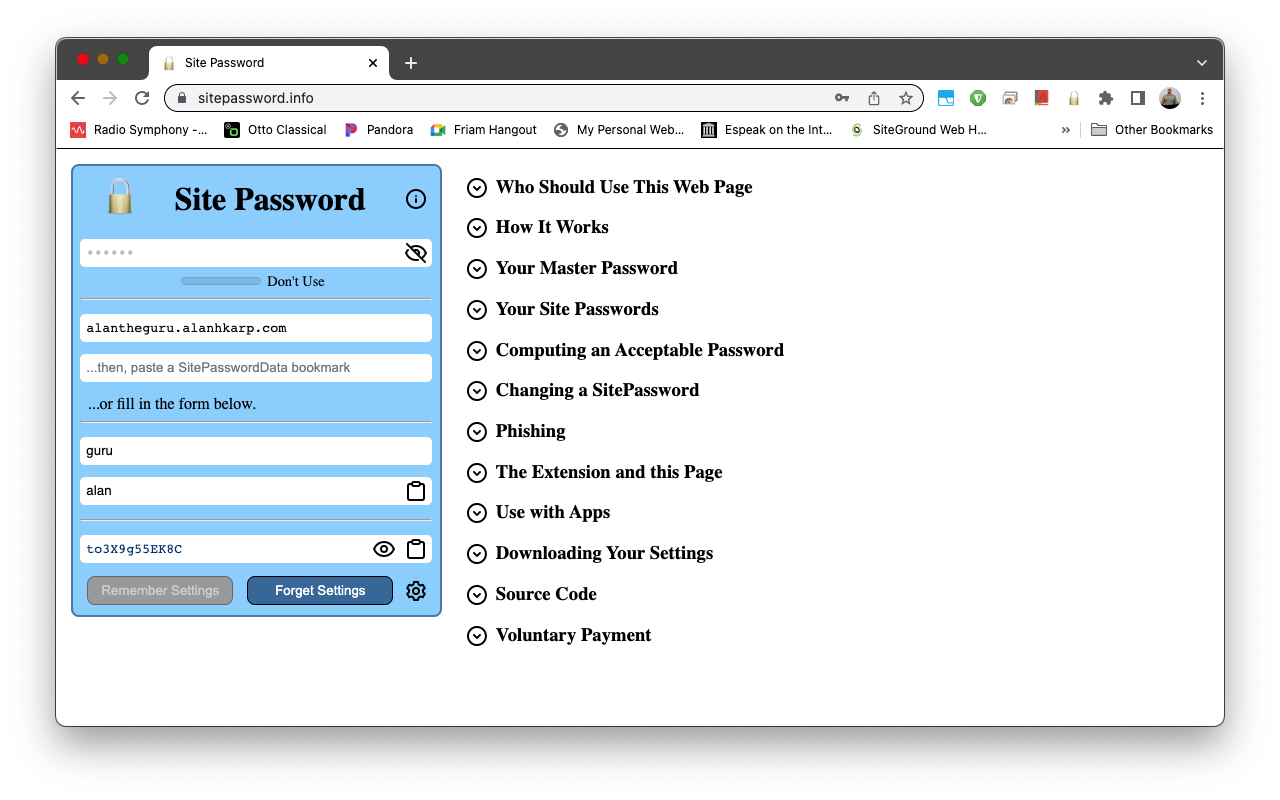 Site Password
sitepassword.info
Radio Symphony -...
Otto Classical
Pandora
Friam Hangout
My Personal Web...
Espeak on the Int...
SiteGround Web H...
»
Other Bookmarks
Site Password
••••••
Don't Use
alantheguru.alanhkarp.com
...then, paste a SitePasswordData bookmark
...or fill in the form below.
guru
alan
to3X9g55EK8C
Remember Settings
Forget Settings
Who Should Use This Web Page
How It Works
Your Master Password
Your Site Passwords
Computing an Acceptable Password
Changing a SitePassword
Phishing
The Extension and this Page
Use with Apps
Downloading Your Settings
Source Code
Voluntary Payment